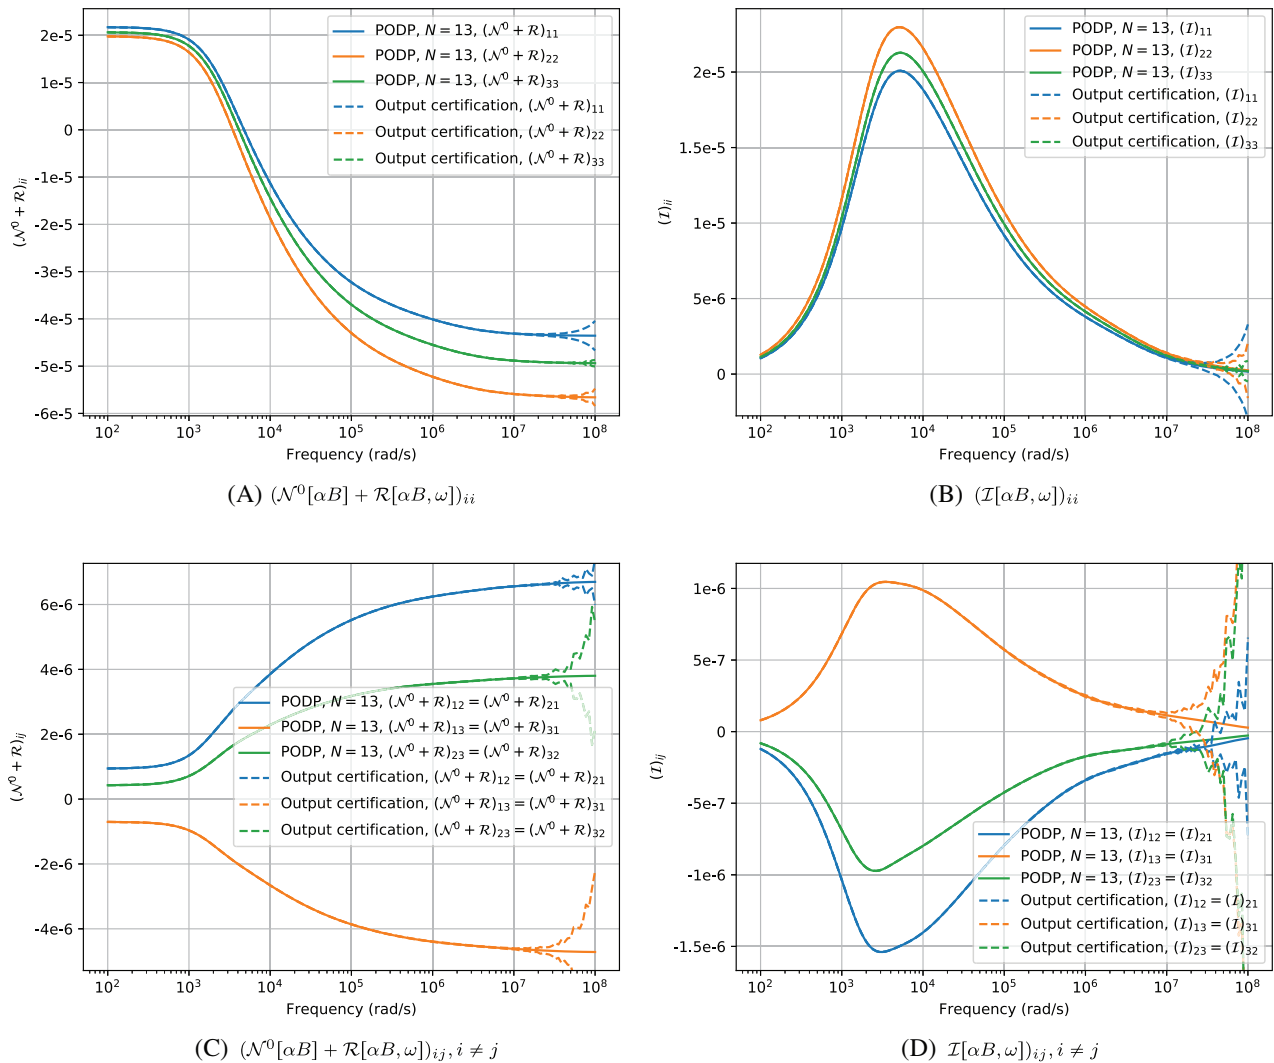 2e-5
1e-5
0
-1e-5
-2e-5
-3e-5
-4e-5
-5e-5
-6e-5
(𝒩⁰ + ℛ)ᵢᵢ
PODP, N = 13, (𝒩⁰ + ℛ)₁₁
PODP, N = 13, (𝒩⁰ + ℛ)₂₂
PODP, N = 13, (𝒩⁰ + ℛ)₃₃
Output certification, (𝒩⁰ + ℛ)₁₁
Output certification, (𝒩⁰ + ℛ)₂₂
Output certification, (𝒩⁰ + ℛ)₃₃
10² 10³ 10⁴ 10⁵ 10⁶ 10⁷ 10⁸
Frequency (rad/s)
(A) (𝒩⁰[αB] + ℛ[αB, ω])ᵢᵢ
2e-5
1.5e-5
1e-5
5e-6
0
(ℐ)ᵢᵢ
PODP, N = 13, (ℐ)₁₁
PODP, N = 13, (ℐ)₂₂
PODP, N = 13, (ℐ)₃₃
Output certification, (ℐ)₁₁
Output certification, (ℐ)₂₂
Output certification, (ℐ)₃₃
10² 10³ 10⁴ 10⁵ 10⁶ 10⁷ 10⁸
Frequency (rad/s)
(B) (ℐ[αB, ω])ᵢᵢ
6e-6
4e-6
2e-6
0
-2e-6
-4e-6
(𝒩⁰ + ℛ)ᵢⱼ
PODP, N = 13, (𝒩⁰ + ℛ)₁₂ = (𝒩⁰ + ℛ)₂₁
PODP, N = 13, (𝒩⁰ + ℛ)₁₃ = (𝒩⁰ + ℛ)₃₁
PODP, N = 13, (𝒩⁰ + ℛ)₂₃ = (𝒩⁰ + ℛ)₃₂
Output certification, (𝒩⁰ + ℛ)₁₂ = (𝒩⁰ + ℛ)₂₁
Output certification, (𝒩⁰ + ℛ)₁₃ = (𝒩⁰ + ℛ)₃₁
Output certification, (𝒩⁰ + ℛ)₂₃ = (𝒩⁰ + ℛ)₃₂
10² 10³ 10⁴ 10⁵ 10⁶ 10⁷ 10⁸
Frequency (rad/s)
(C) (𝒩⁰[αB] + ℛ[αB, ω])ᵢⱼ, i ≠ j
1e-6
5e-7
0
-5e-7
-1e-6
-1.5e-6
(ℐ)ᵢⱼ
PODP, N = 13, (ℐ)₁₂ = (ℐ)₂₁
PODP, N = 13, (ℐ)₁₃ = (ℐ)₃₁
PODP, N = 13, (ℐ)₂₃ = (ℐ)₃₂
Output certification, (ℐ)₁₂ = (ℐ)₂₁
Output certification, (ℐ)₁₃ = (ℐ)₃₁
Output certification, (ℐ)₂₃ = (ℐ)₃₂
10² 10³ 10⁴ 10⁵ 10⁶ 10⁷ 10⁸
Frequency (rad/s)
(D) ℐ[αB, ω])ᵢⱼ, i ≠ j